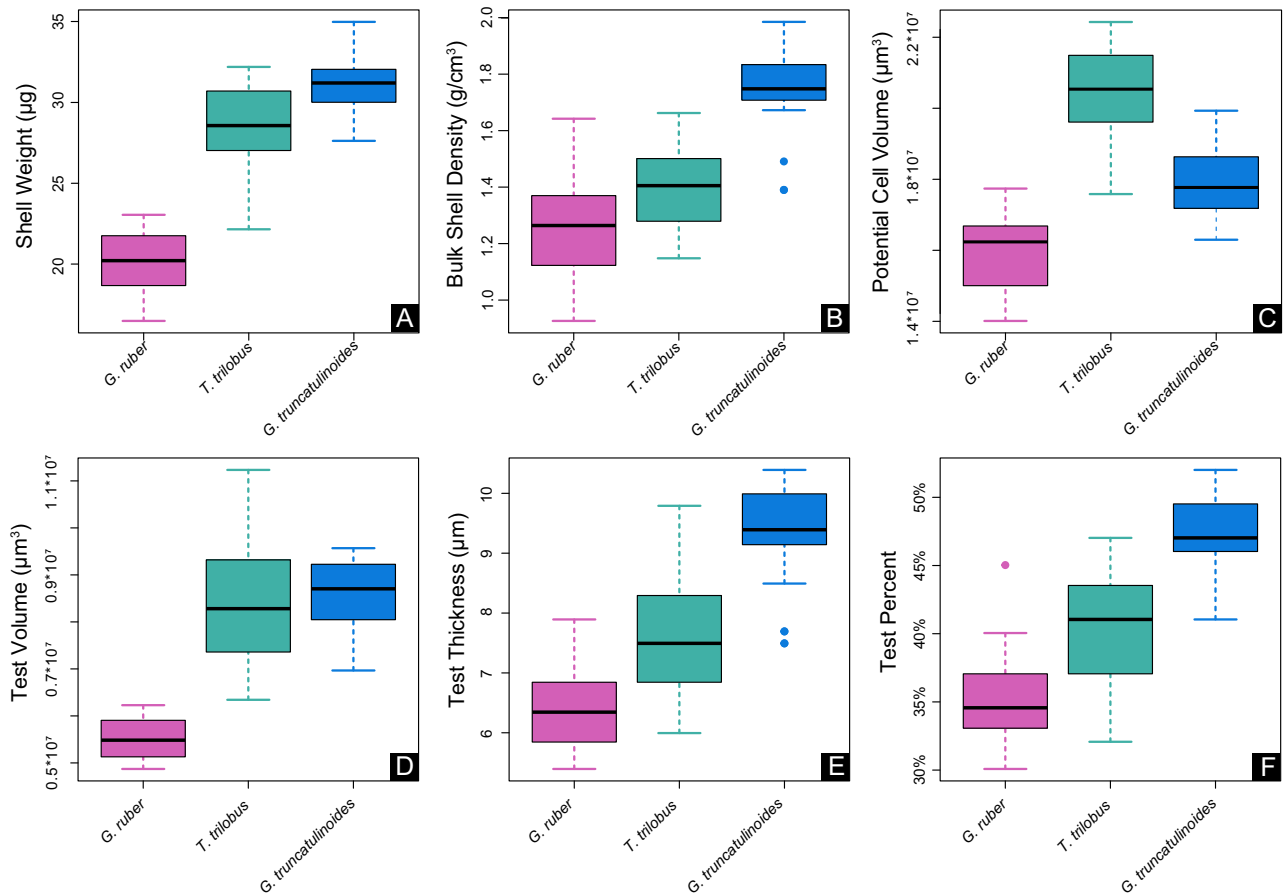 Shell Weight (µg)
35
30
25
20
G. ruber
T. trilobus
G. truncatulinoides
A
Bulk Shell Density (g/cm³)
2.0
1.8
1.6
1.4
1.2
1.0
G. ruber
T. trilobus
G. truncatulinoides
B
Potential Cell Volume (µm³)
2.2*10⁷
1.8*10⁷
1.4*10⁷
G. ruber
T. trilobus
G. truncatulinoides
C
Test Volume (µm³)
1.1*10⁷
0.9*10⁷
0.7*10⁷
0.5*10⁷
G. ruber
T. trilobus
G. truncatulinoides
D
Test Thickness (µm)
10
9
8
7
6
G. ruber
T. trilobus
G. truncatulinoides
E
Test Percent
50%
45%
40%
35%
30%
G. ruber
T. trilobus
G. truncatulinoides
F